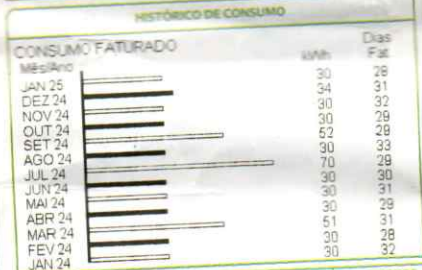 HISTÓRICO DE CONSUMO
CONSUMO FATURADO
Dias
Mês/Ano kWh Fat
JAN 25 30 28
DEZ 24 34 31
NOV 24 30 32
OUT 24 30 29
SET 24 52 29
AGO 24 30 33
JUL 24 70 29
JUN 24 30 30
MAI 24 30 31
ABR 24 30 29
MAR 24 51 31
FEV 24 30 28
JAN 24 30 32